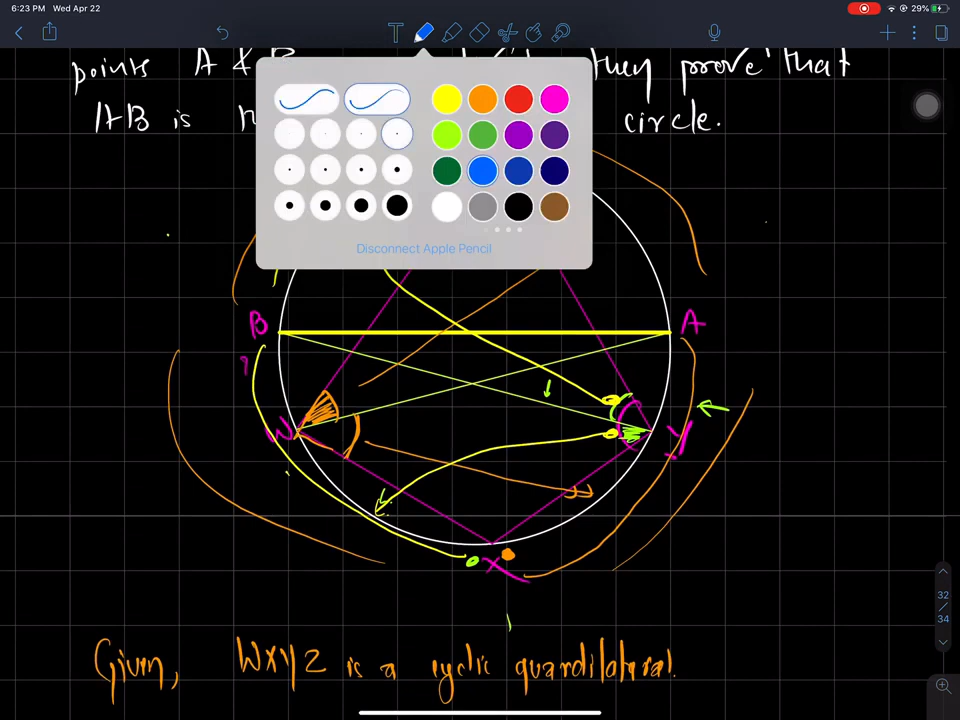 6:23 PM Wed Apr 22
29%
points A & B they prove that
AB is circle.
Disconnect Apple Pencil
B
A
W
Y
X
32
34
Given, WXYZ is a cyclic quardilateral.